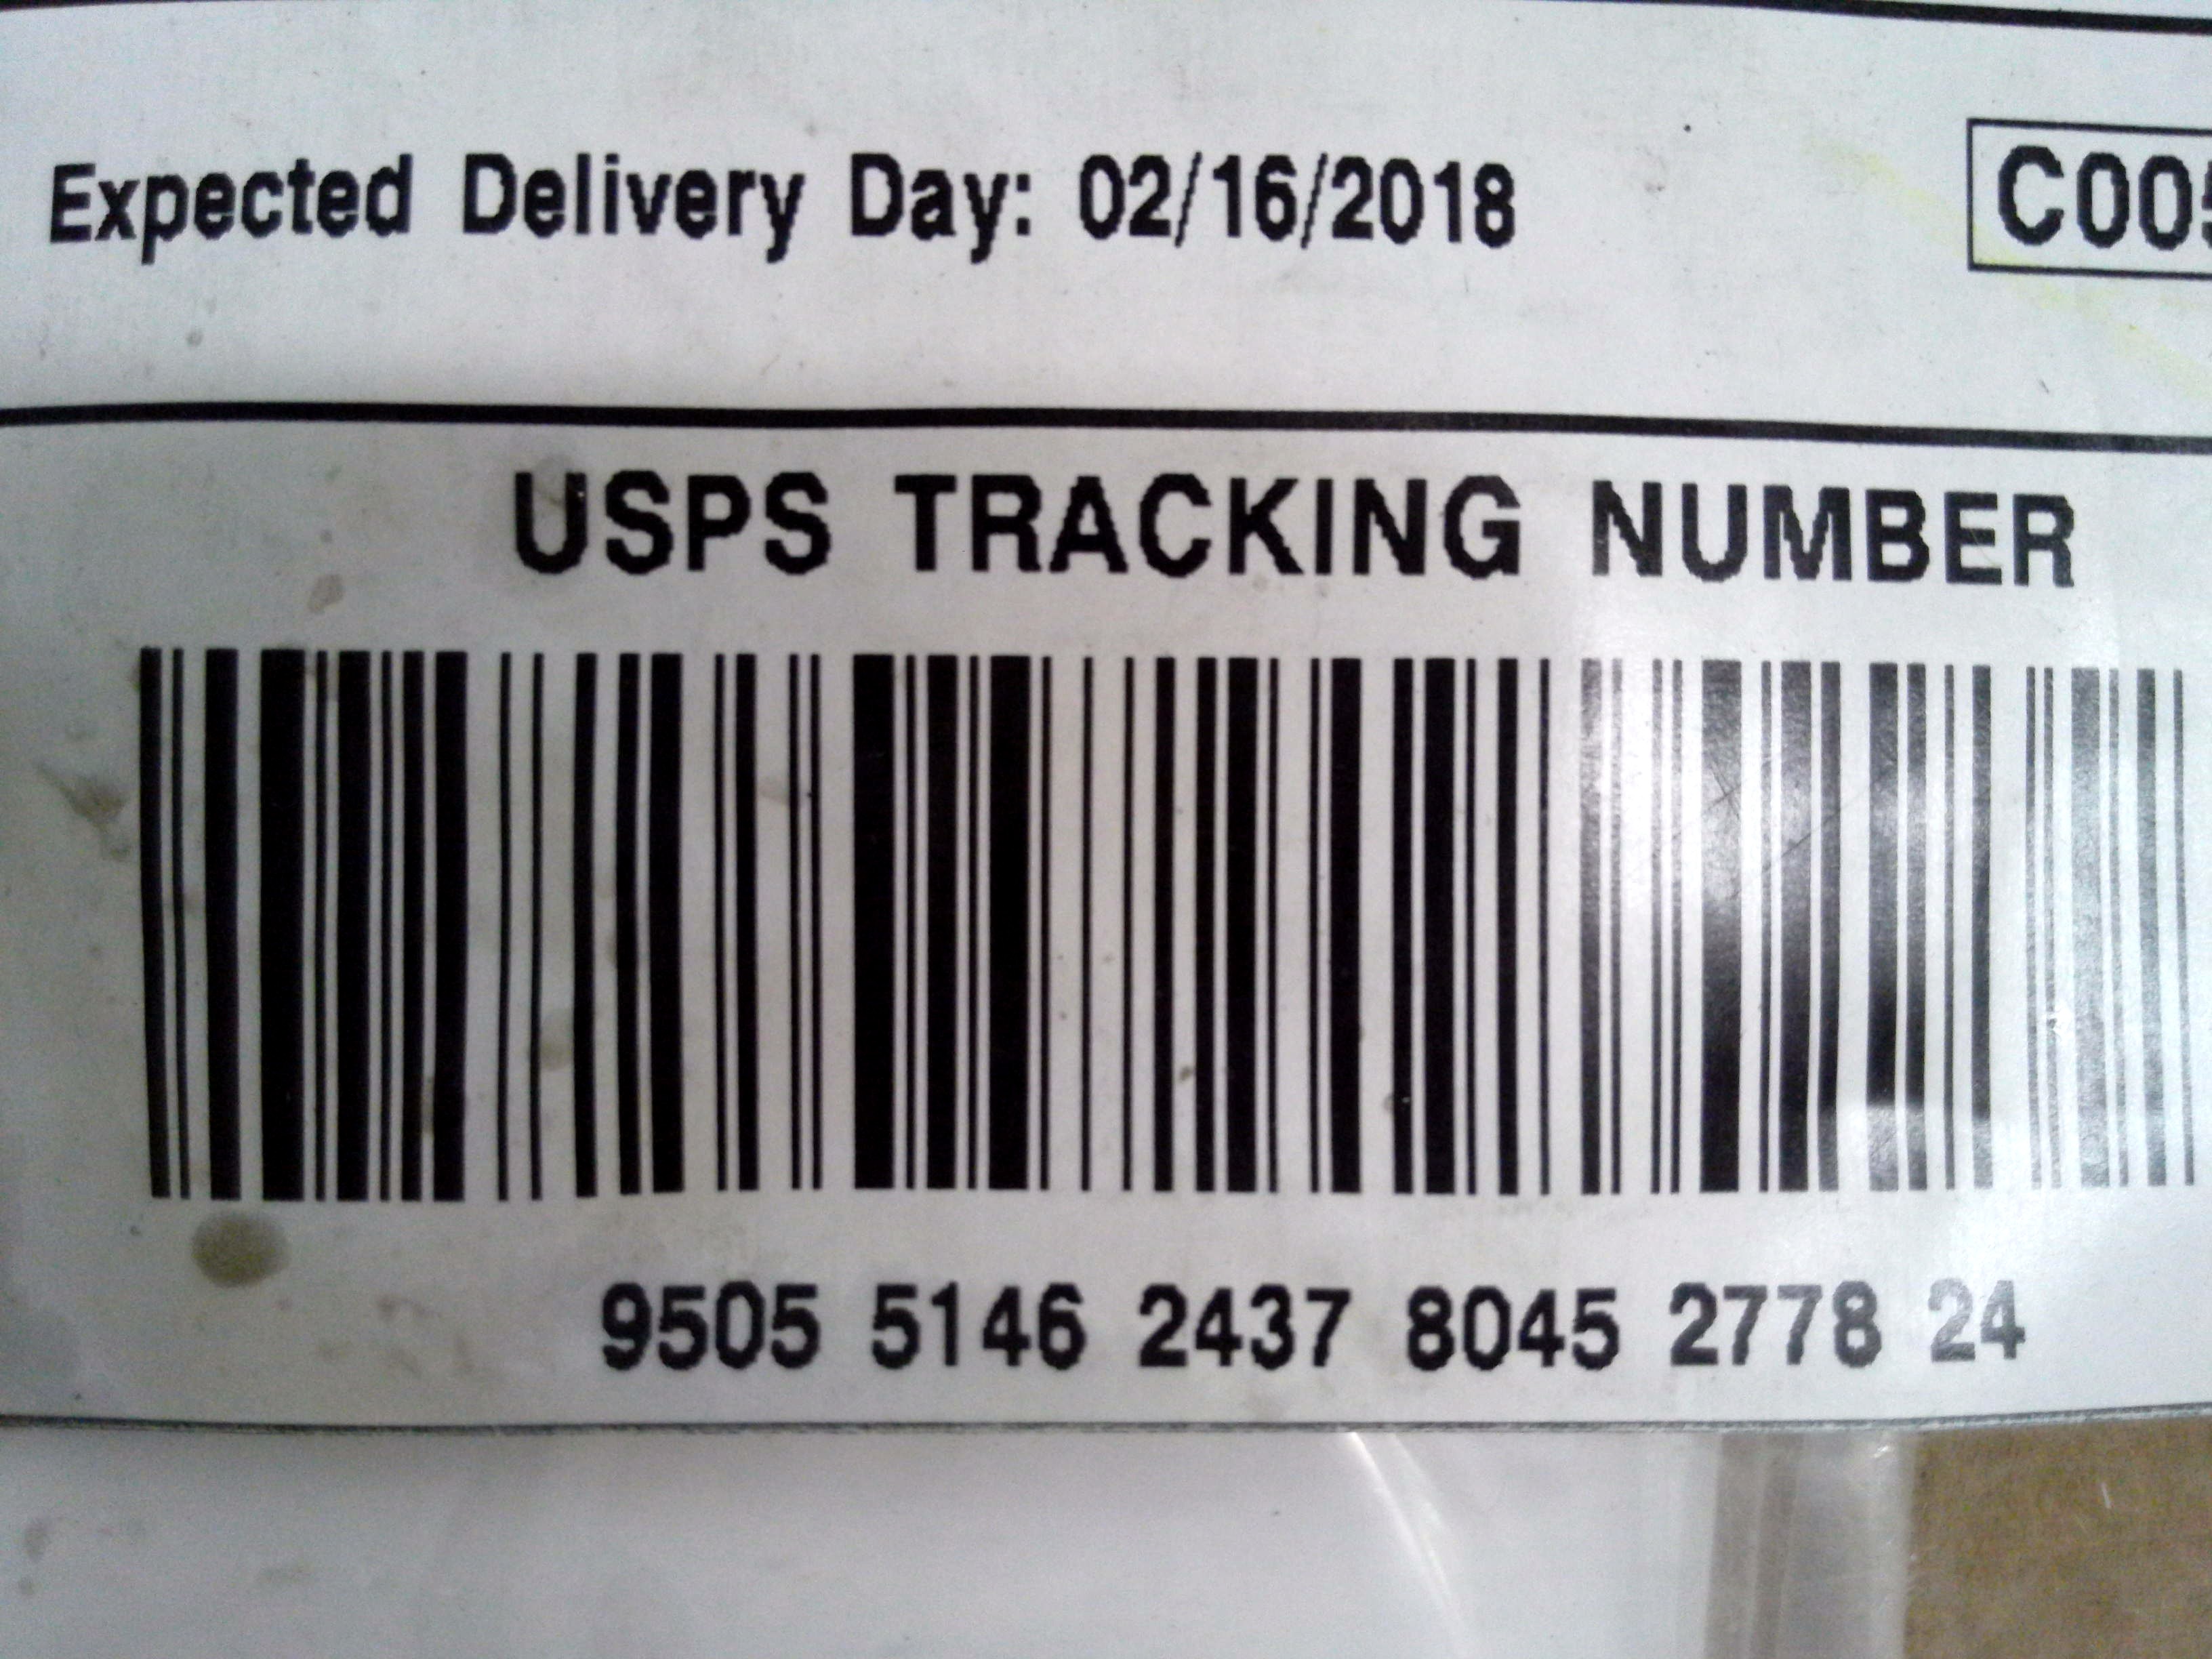 Expected Delivery Day: 02/16/2018
USPS TRACKING NUMBER
9505 5146 2437 8045 2778 24